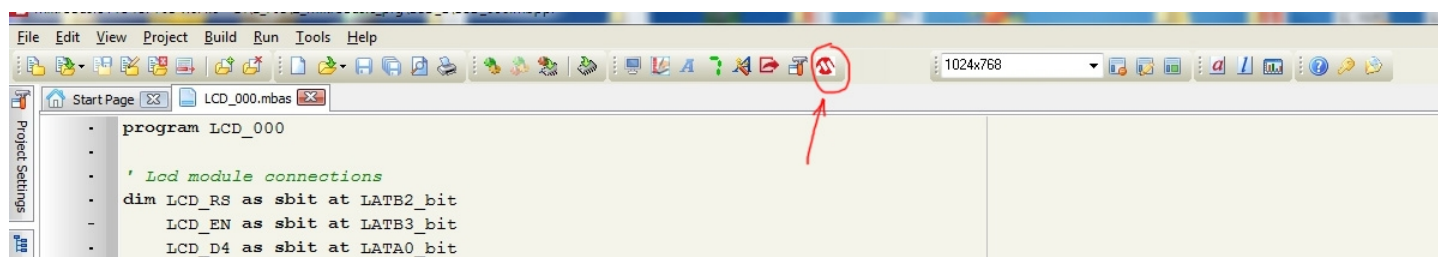 File Edit View Project Build Run Tools Help
1024x768
Start Page LCD_000.mbas
Project Settings
program LCD_000
' Lcd module connections
dim LCD_RS as sbit at LATB2_bit
LCD_EN as sbit at LATB3_bit
LCD_D4 as sbit at LATA0_bit